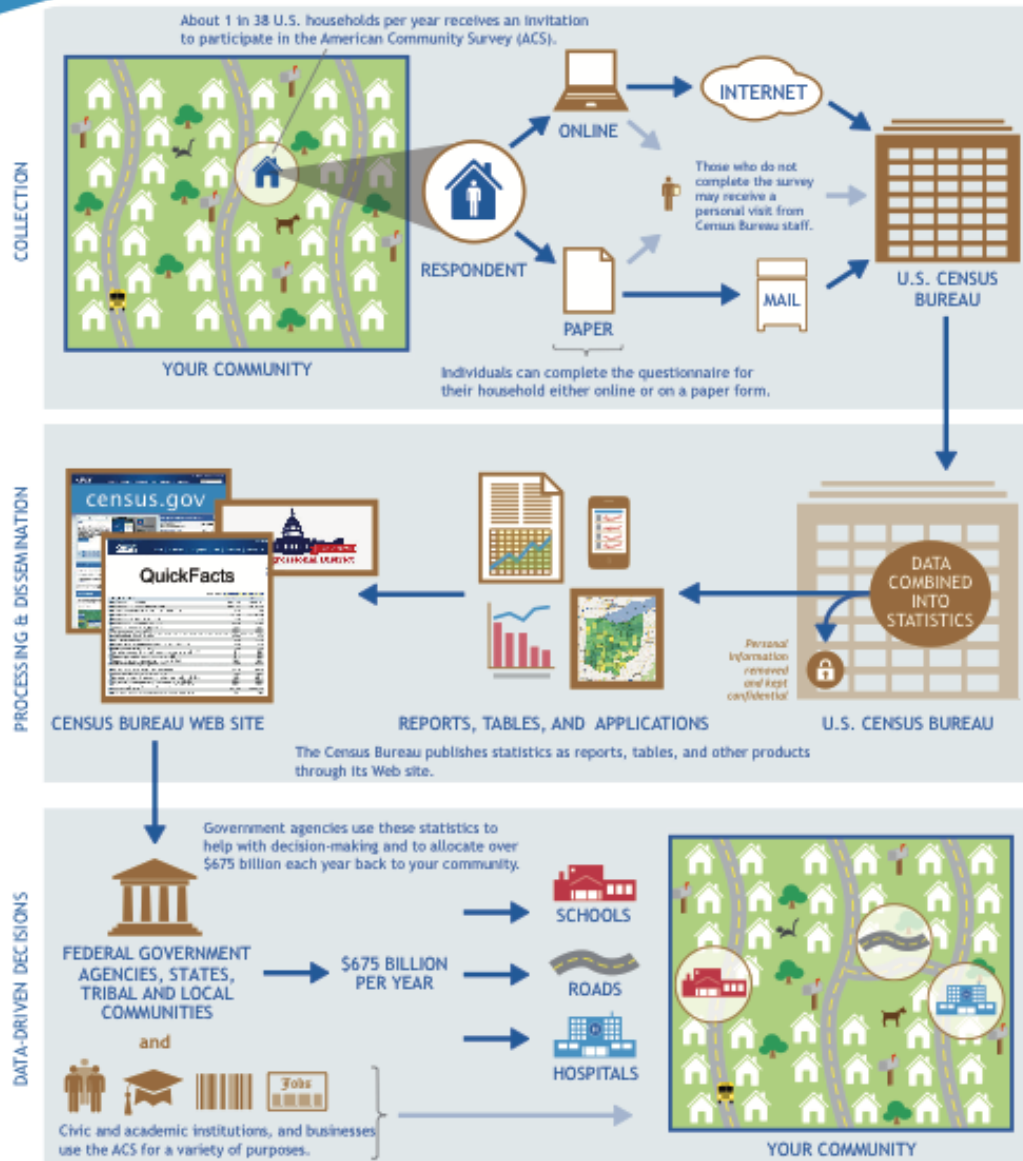 About 1 in 38 U.S. households per year receives an invitation
to participate in the American Community Survey (ACS).
COLLECTION
YOUR COMMUNITY
RESPONDENT
ONLINE
INTERNET
Those who do not
complete the survey
may receive a
personal visit from
Census Bureau staff.
PAPER
MAIL
U.S. CENSUS
BUREAU
Individuals can complete the questionnaire for
their household either online or on a paper form.
PROCESSING & DISSEMINATION
census.gov
QuickFacts
District
CENSUS BUREAU WEB SITE
REPORTS, TABLES, AND APPLICATIONS
DATA
COMBINED
INTO
STATISTICS
Personal
Information
removed
and kept
confidential
U.S. CENSUS BUREAU
The Census Bureau publishes statistics as reports, tables, and other products
through its Web site.
DATA-DRIVEN DECISIONS
Government agencies use these statistics to
help with decision-making and to allocate over
$675 billion each year back to your community.
FEDERAL GOVERNMENT
AGENCIES, STATES,
TRIBAL AND LOCAL
COMMUNITIES
and
$675 BILLION
PER YEAR
SCHOOLS
ROADS
HOSPITALS
Jobs
Civic and academic institutions, and businesses
use the ACS for a variety of purposes.
YOUR COMMUNITY